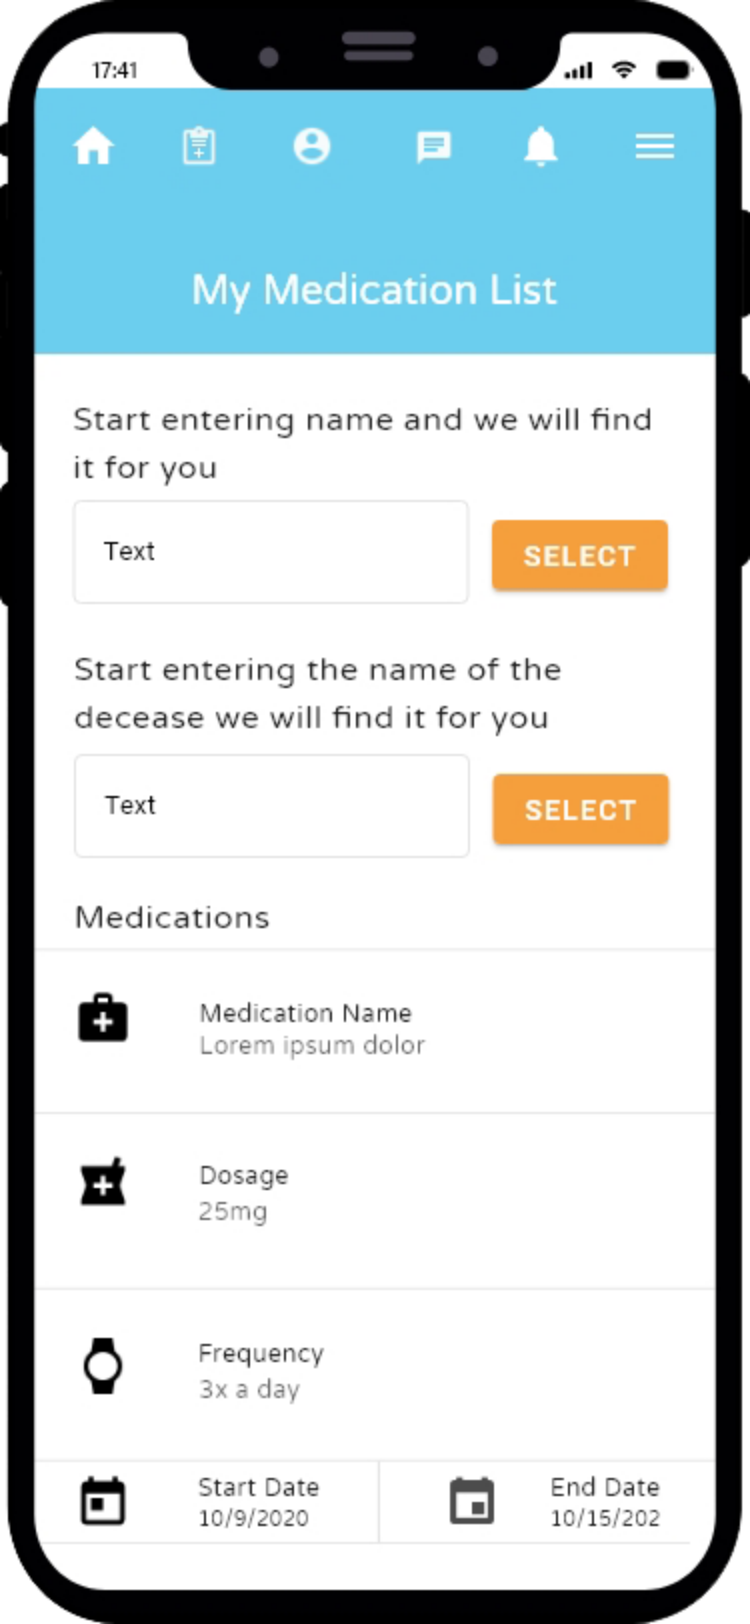 17:41
My Medication List
Start entering name and we will find
it for you
Text
SELECT
Start entering the name of the
decease we will find it for you
Text
SELECT
Medications
Medication Name
Lorem ipsum dolor
Dosage
25mg
Frequency
3x a day
Start Date
10/9/2020
End Date
10/15/202